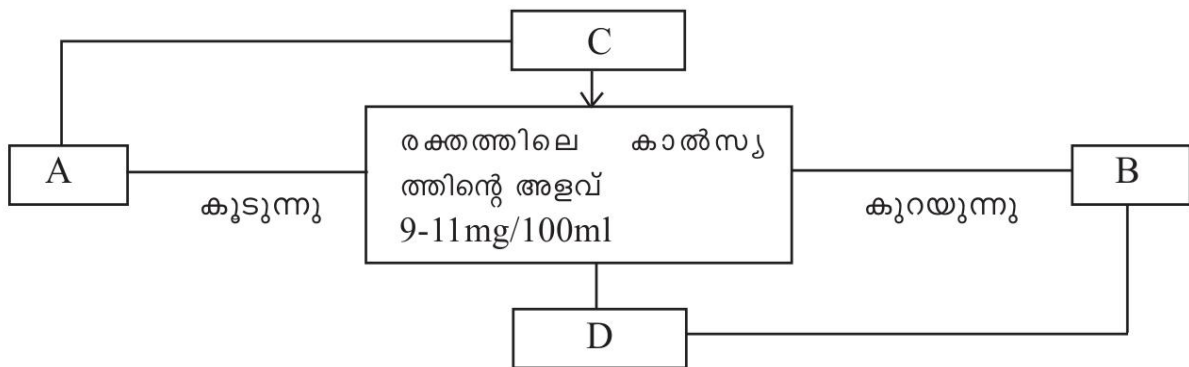 C
രക്തത്തിലെ കാൽസ്യ
ത്തിന്റെ അളവ്
9-11mg/100ml
A
കൂടുന്നു
B
കുറയുന്നു
D